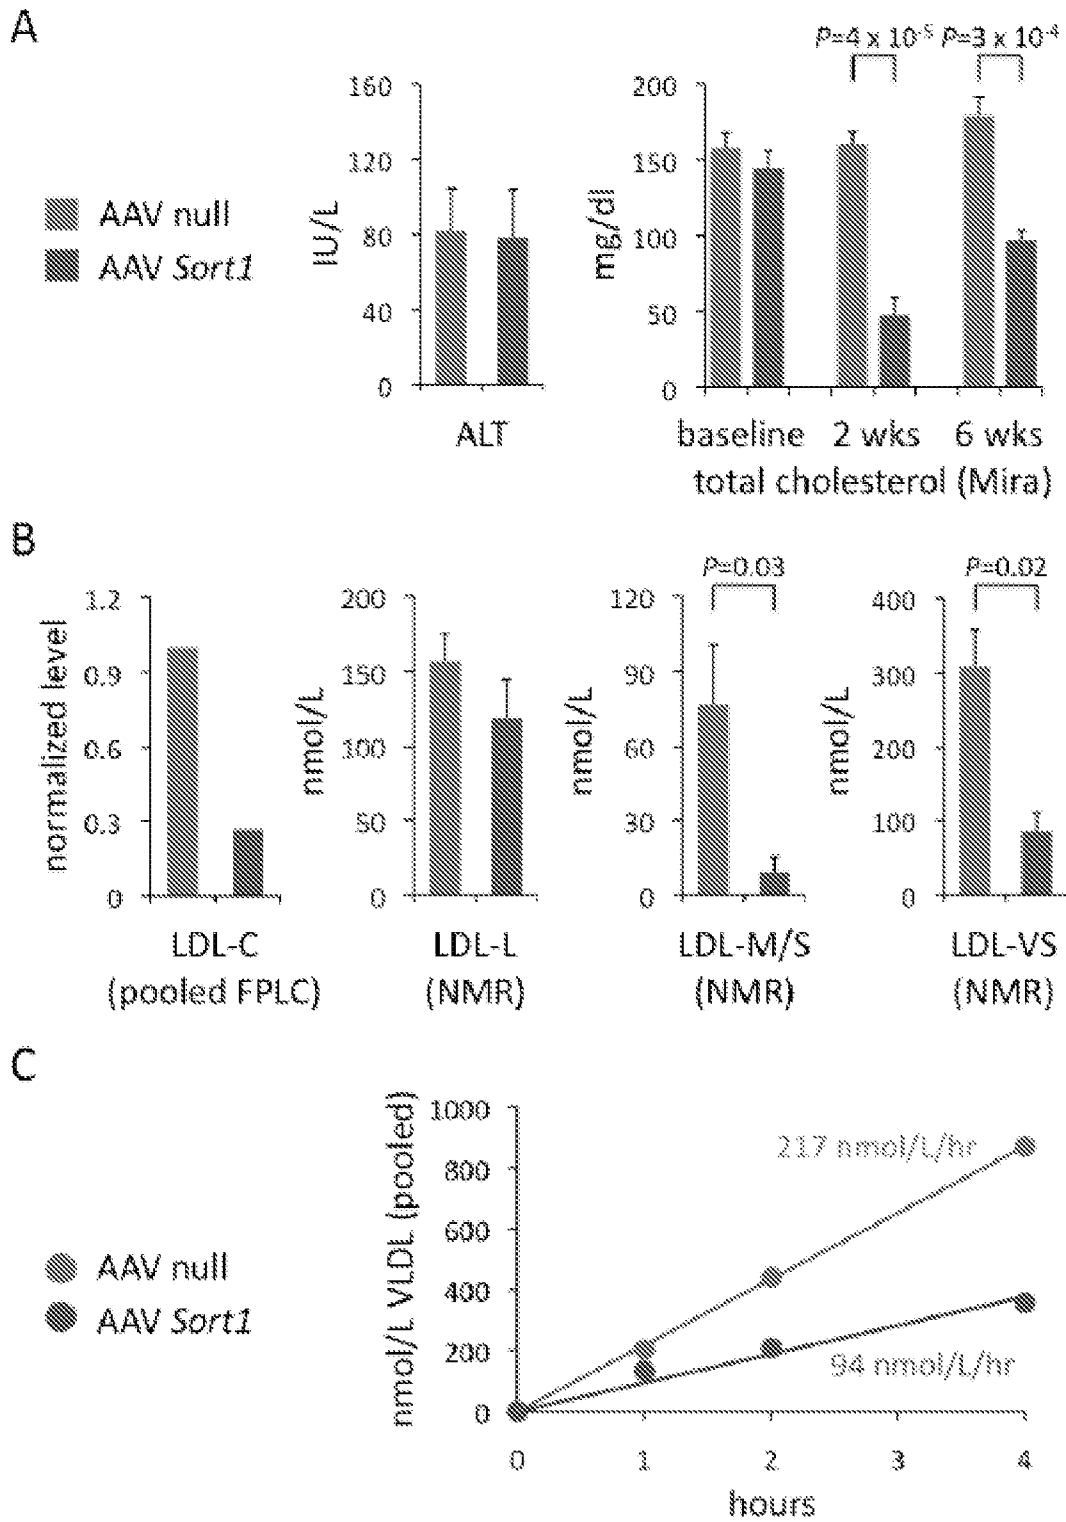 A
P=4 x 10⁻⁵ P=3 x 10⁻⁴
AAV null
AAV Sort1
160
120
80
40
0
IU/L
ALT
200
150
100
50
0
mg/dl
baseline 2 wks 6 wks
total cholesterol (Mira)
B
1.2
0.9
0.6
0.3
0
normalized level
LDL-C
(pooled FPLC)
200
150
100
50
0
nmol/L
LDL-L
(NMR)
P=0.03
120
90
60
30
0
nmol/L
LDL-M/S
(NMR)
P=0.02
400
300
200
100
0
nmol/L
LDL-VS
(NMR)
C
AAV null
AAV Sort1
1000
800
600
400
200
0
nmol/L VLDL (pooled)
217 nmol/L/hr
94 nmol/L/hr
0 1 2 3 4
hours